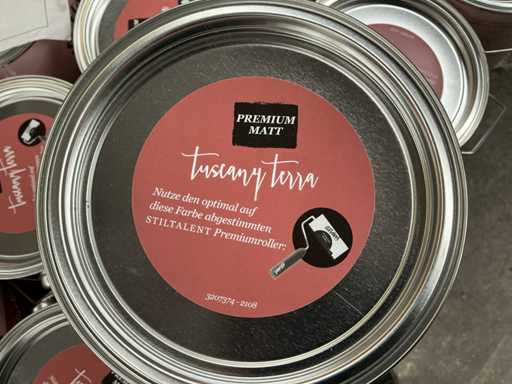 PREMIUM
MATT
tuscany terra
Nutze den optimal auf
diese Farbe abgestimmten
STILTALENT Premiumroller:
3207374 - 2108